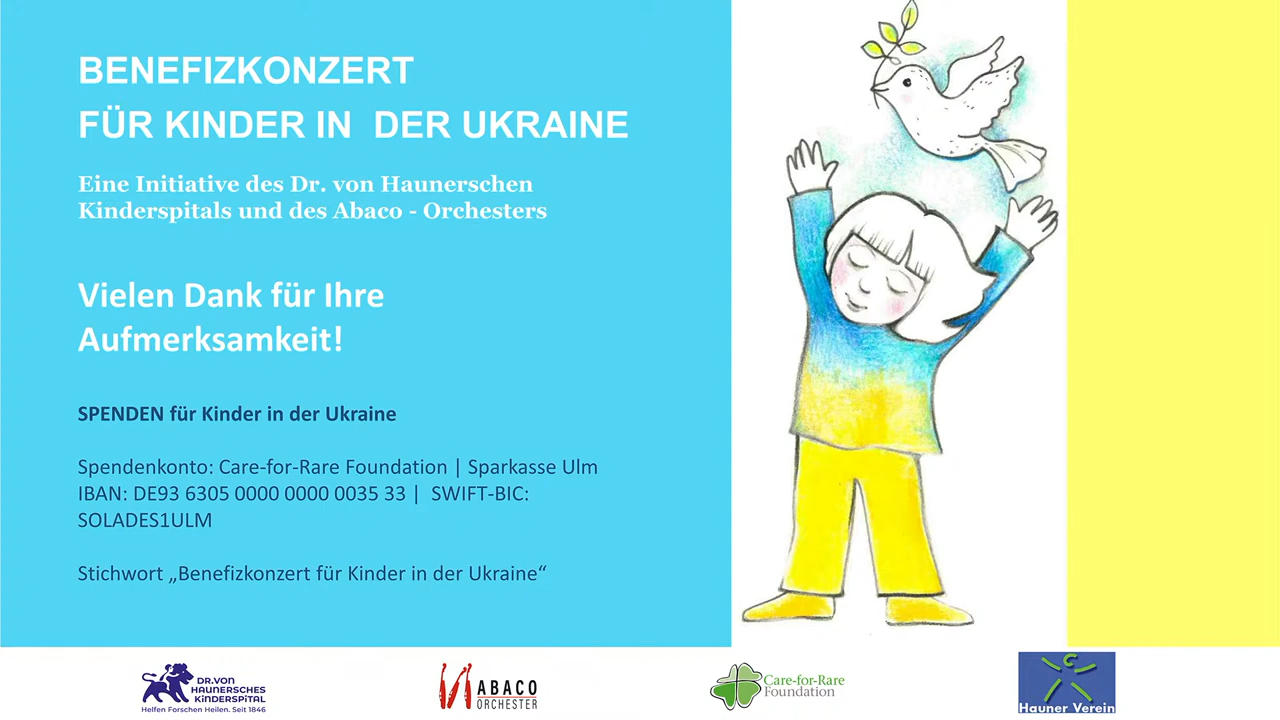 BENEFIZKONZERT
FÜR KINDER IN  DER UKRAINE
Eine Initiative des Dr. von Haunerschen
Kinderspitals und des Abaco - Orchesters
Vielen Dank für Ihre
Aufmerksamkeit!
SPENDEN für Kinder in der Ukraine
Spendenkonto: Care-for-Rare Foundation | Sparkasse Ulm
IBAN: DE93 6305 0000 0000 0035 33 |  SWIFT-BIC:
SOLADES1ULM
Stichwort „Benefizkonzert für Kinder in der Ukraine“
DR.VON
HAUNERSCHES
KINDERSPITAL
Helfen Forschen Heilen. Seit 1846
ABACO
ORCHESTER
Care-for-Rare
Foundation
Hauner Verein